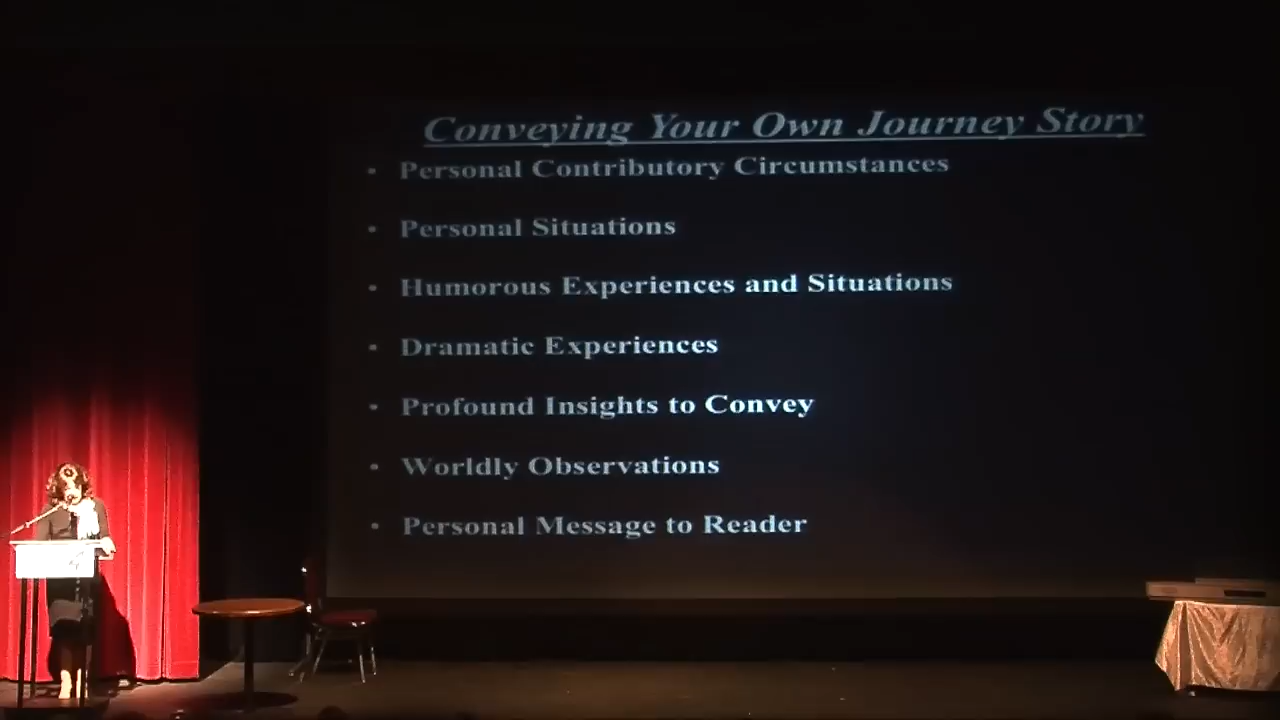 Conveying Your Own Journey Story
• Personal Contributory Circumstances
• Personal Situations
• Humorous Experiences and Situations
• Dramatic Experiences
• Profound Insights to Convey
• Worldly Observations
• Personal Message to Reader